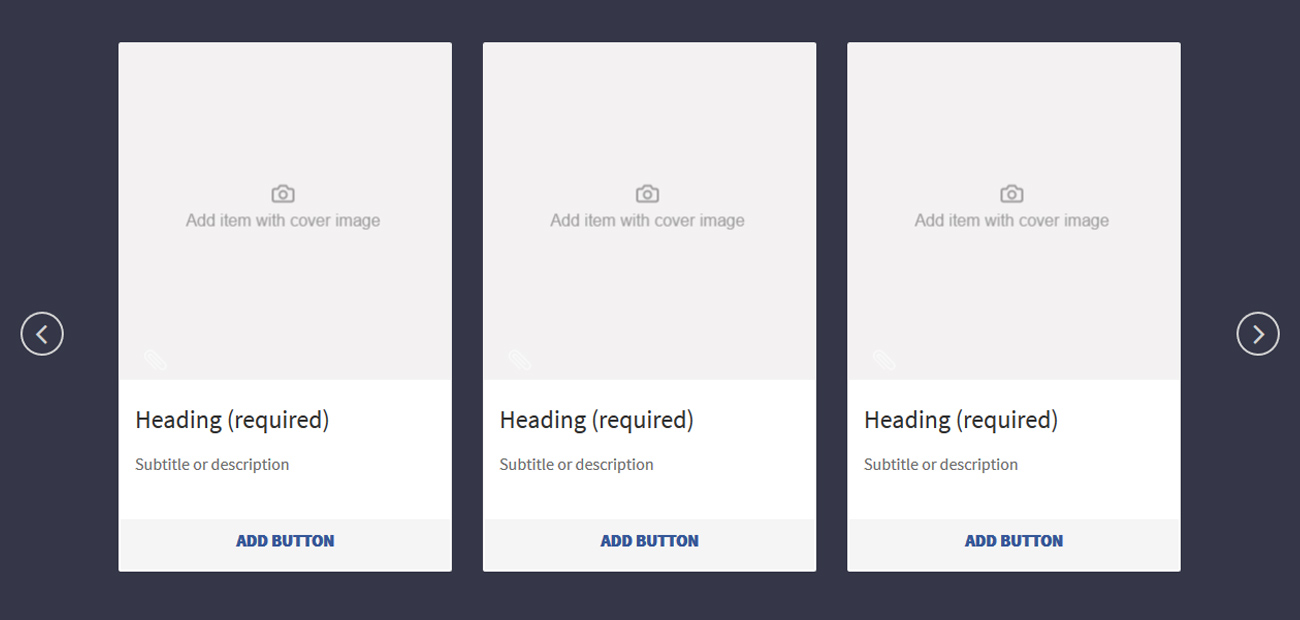 Add item with cover image
Heading (required)
Subtitle or description
ADD BUTTON
Add item with cover image
Heading (required)
Subtitle or description
ADD BUTTON
Add item with cover image
Heading (required)
Subtitle or description
ADD BUTTON